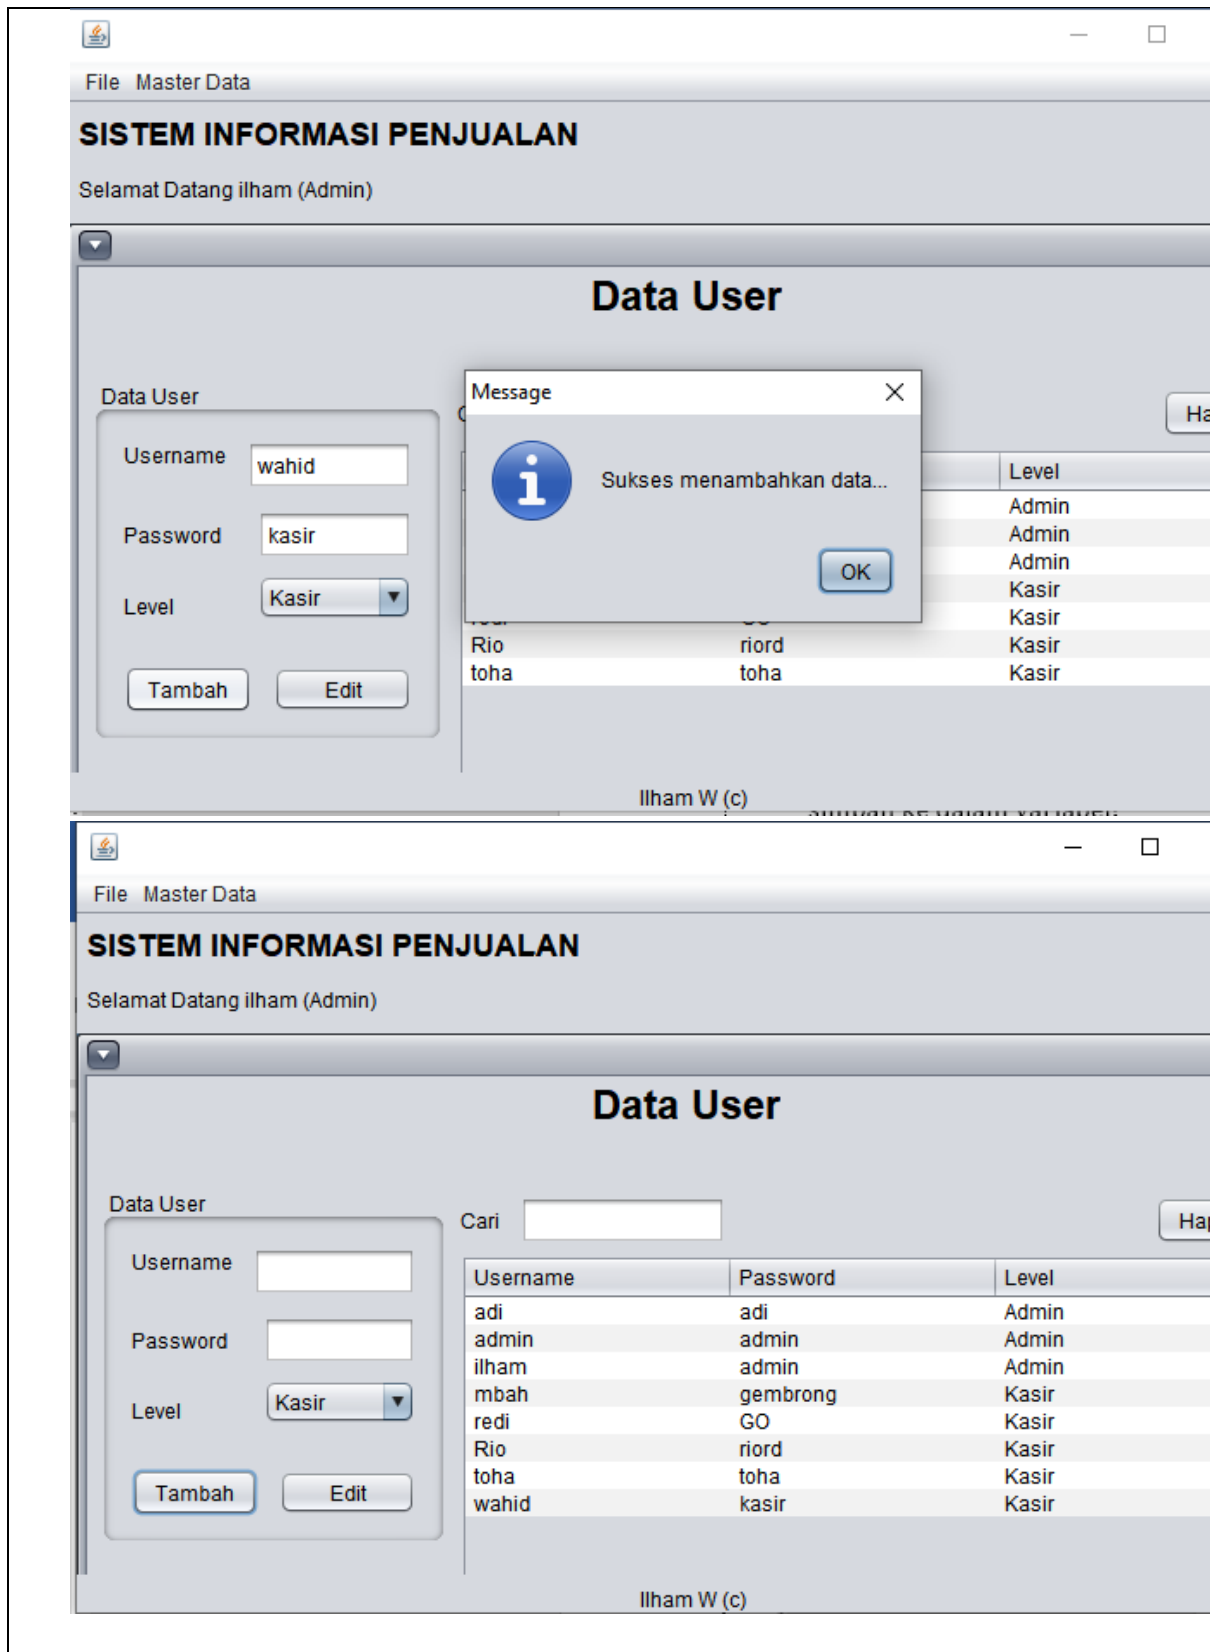 File Master Data
SISTEM INFORMASI PENJUALAN
Selamat Datang ilham (Admin)
Data User
Message
Data User
Ha
Username wahid
Sukses menambahkan data...
Level
Admin
Password kasir
Admin
OK
Admin
Level Kasir
Kasir
Kasir
Rio riord Kasir
toha toha Kasir
Tambah Edit
Ilham W (c)
File Master Data
SISTEM INFORMASI PENJUALAN
Selamat Datang ilham (Admin)
Data User
Data User
Cari
Hap
Username
Username Password Level
adi adi Admin
Password
admin admin Admin
ilham admin Admin
Level Kasir
mbah gembrong Kasir
redi GO Kasir
Rio riord Kasir
toha toha Kasir
Tambah Edit
wahid kasir Kasir
Ilham W (c)